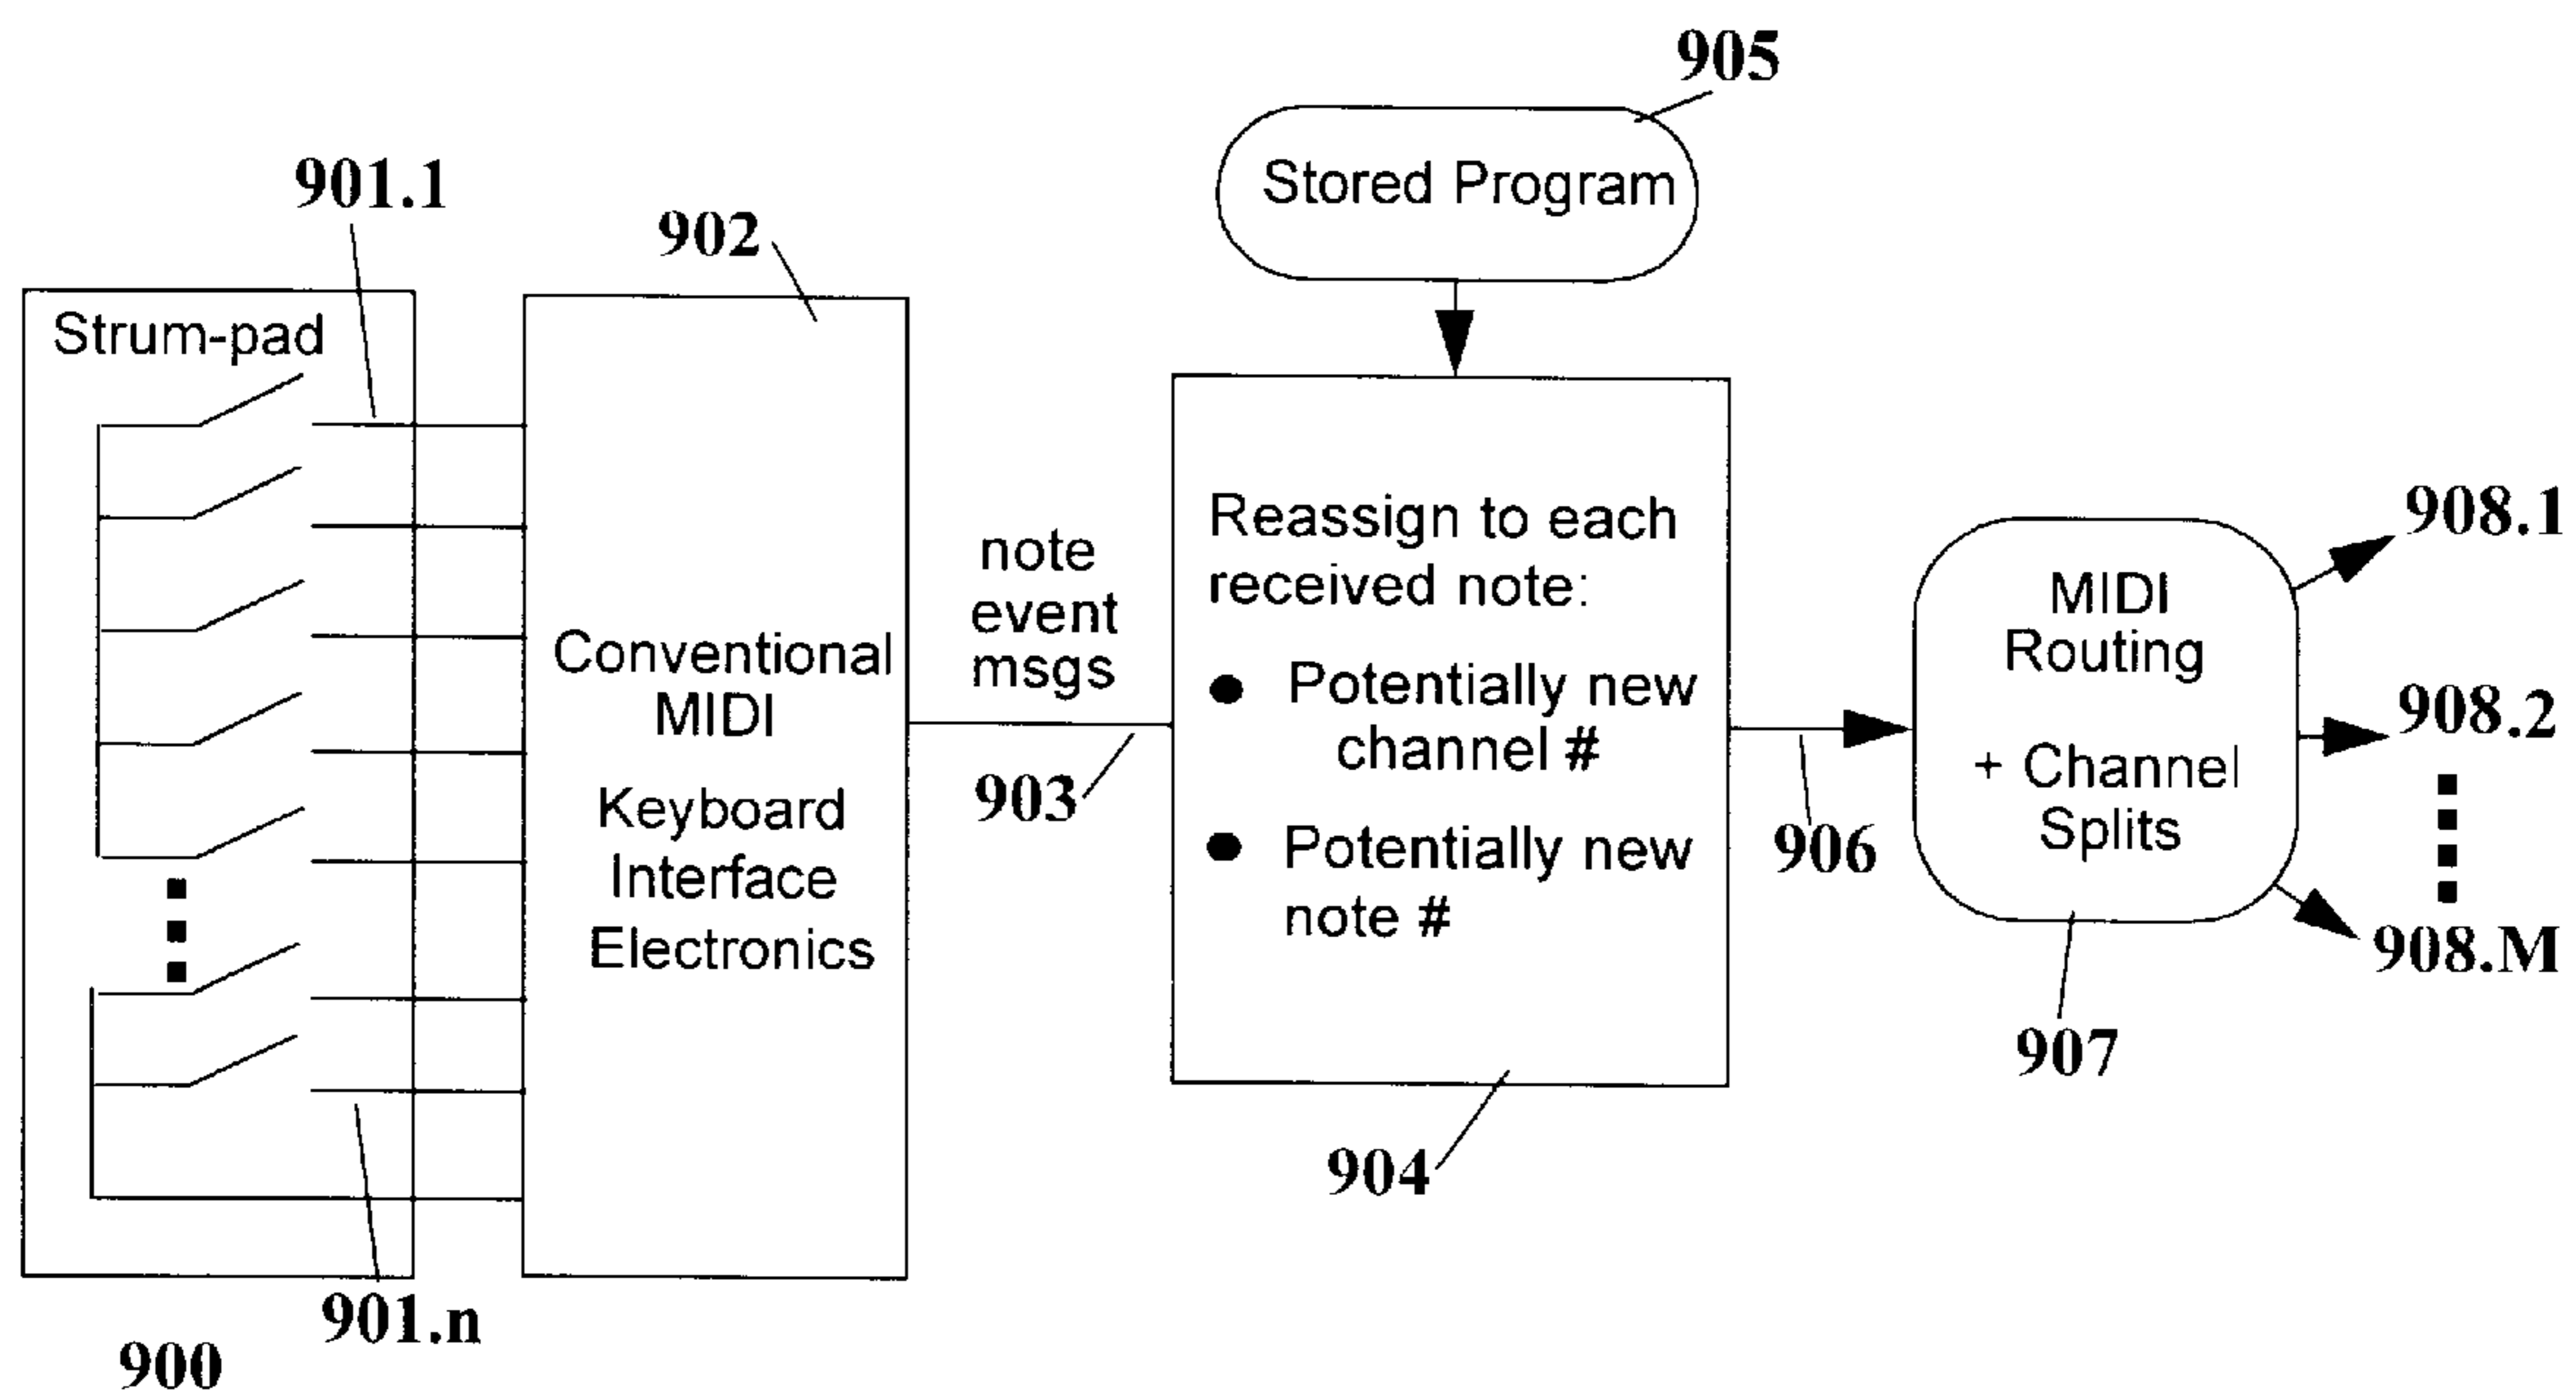 905
Stored Program
901.1
902
Strum-pad
Conventional
MIDI
Keyboard
Interface
Electronics
note
event
msgs
903
Reassign to each
received note:
● Potentially new
channel #
● Potentially new
note #
904
906
MIDI
Routing
+ Channel
Splits
907
908.1
908.2
908.M
901.n
900